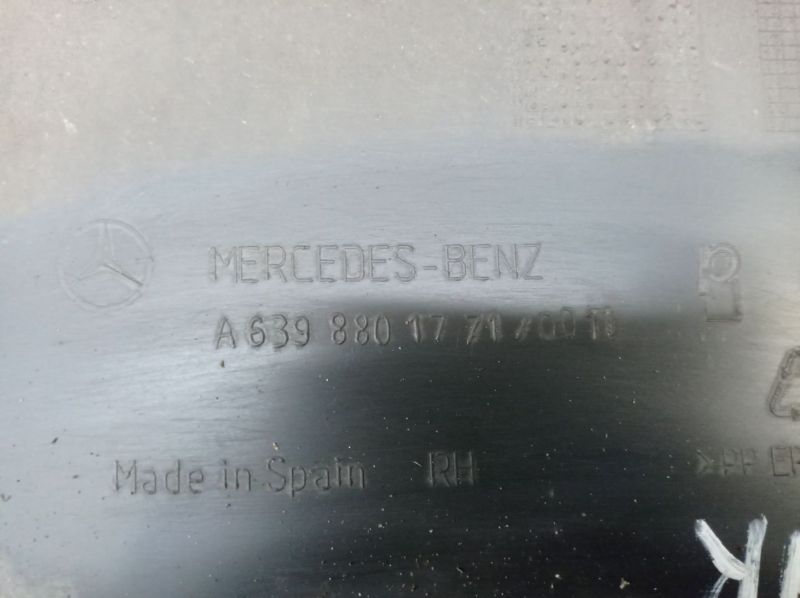 MERCEDES-BENZ
A 639 880 17 71
Made in Spain RH